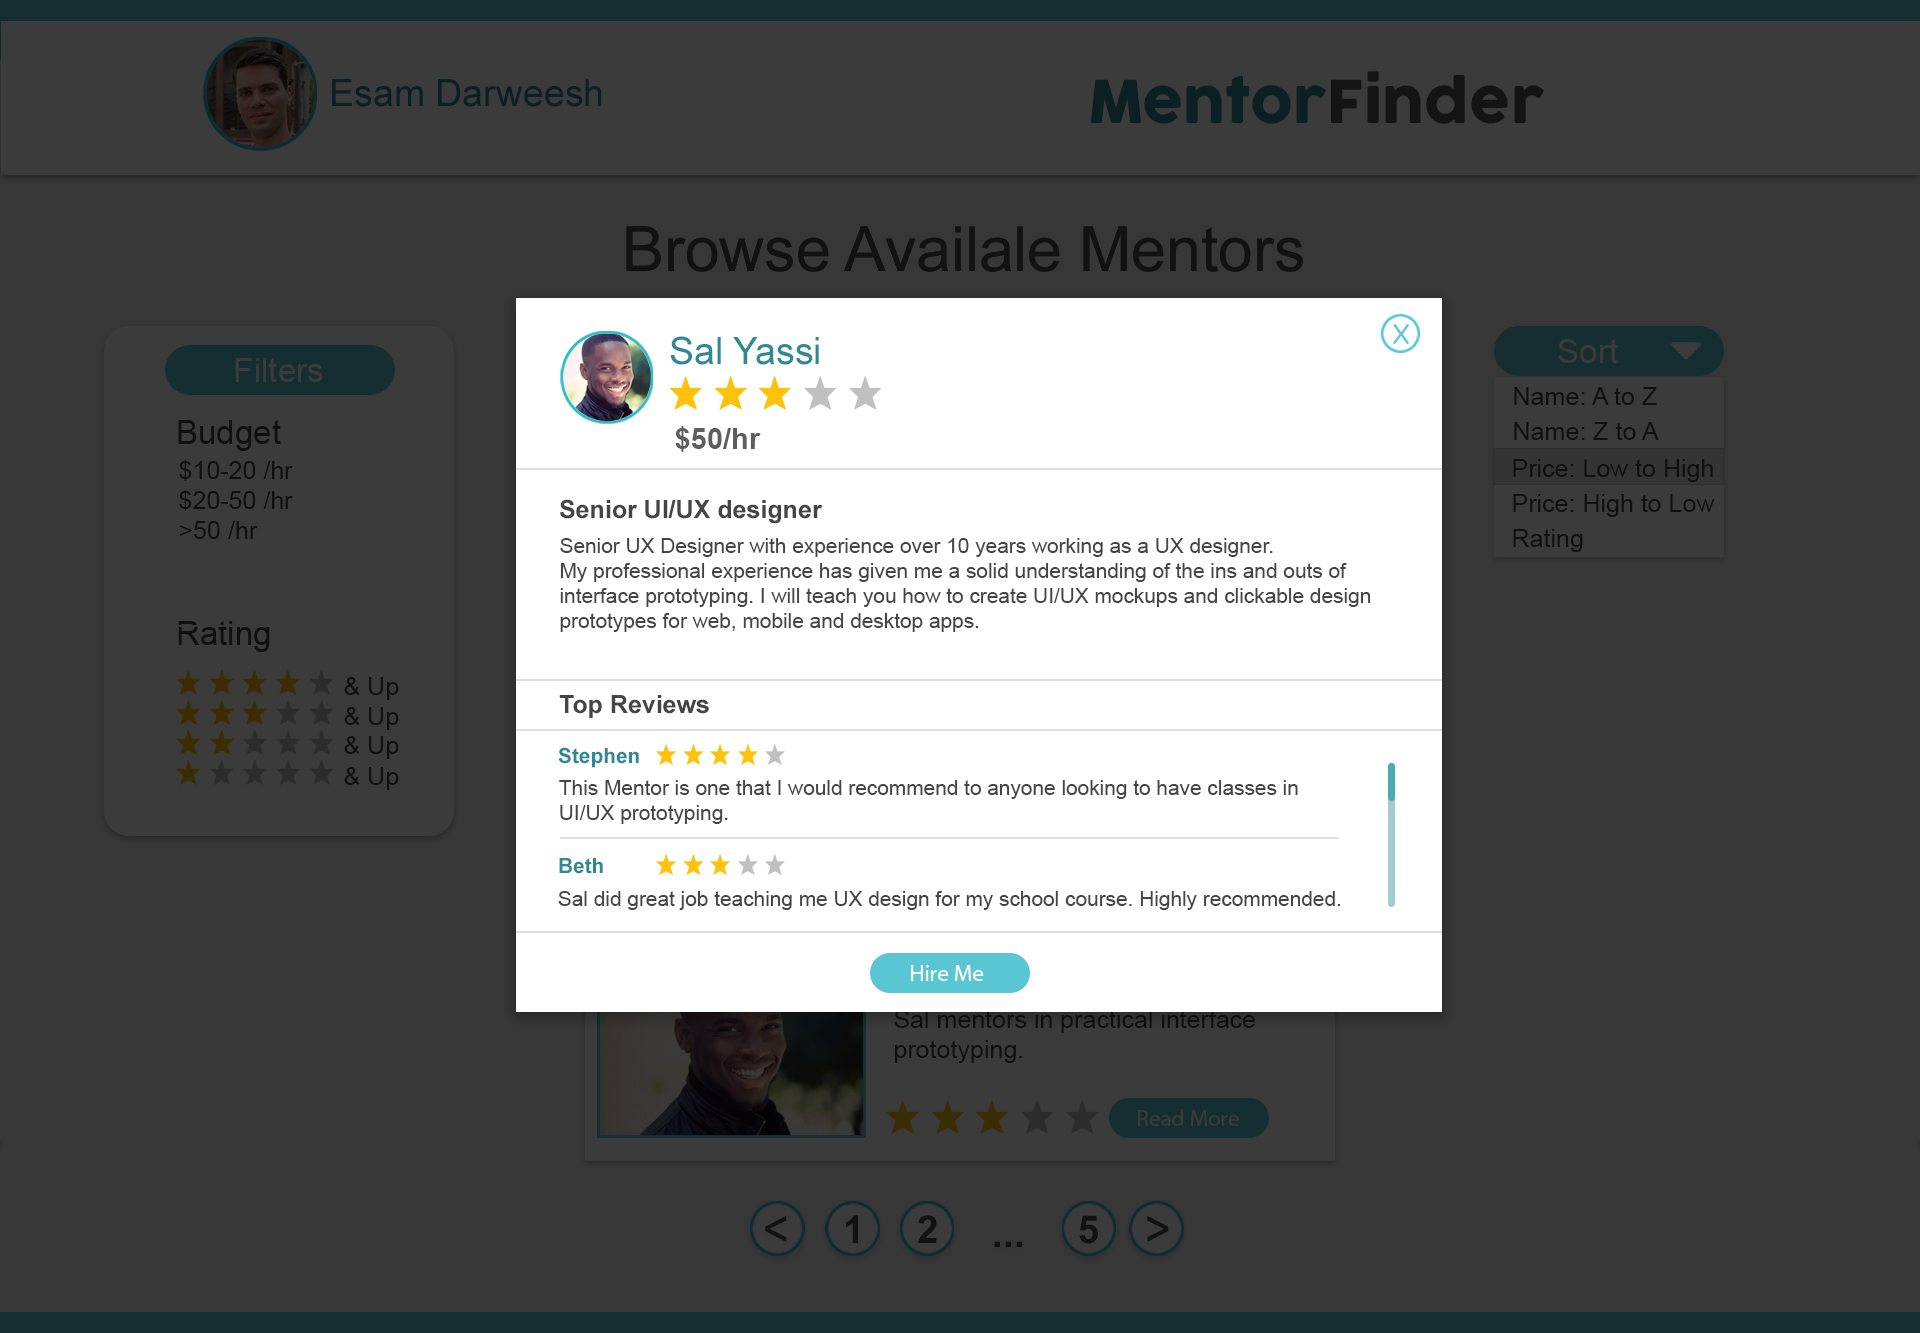 Esam Darweesh
MentorFinder
Browse Availale Mentors
Filters
Budget
$10-20 /hr
$20-50 /hr
>50 /hr
Rating
& Up
& Up
& Up
& Up
Sal Yassi
X
$50/hr
Senior UI/UX designer
Senior UX Designer with experience over 10 years working as a UX designer.
My professional experience has given me a solid understanding of the ins and outs of
interface prototyping. I will teach you how to create UI/UX mockups and clickable design
prototypes for web, mobile and desktop apps.
Top Reviews
Stephen
This Mentor is one that I would recommend to anyone looking to have classes in
UI/UX prototyping.
Beth
Sal did great job teaching me UX design for my school course. Highly recommended.
Hire Me
Sort
Name: A to Z
Name: Z to A
Price: Low to High
Price: High to Low
Rating
Sal mentors in practical interface
prototyping.
Read More
< 1 2 ... 5 >